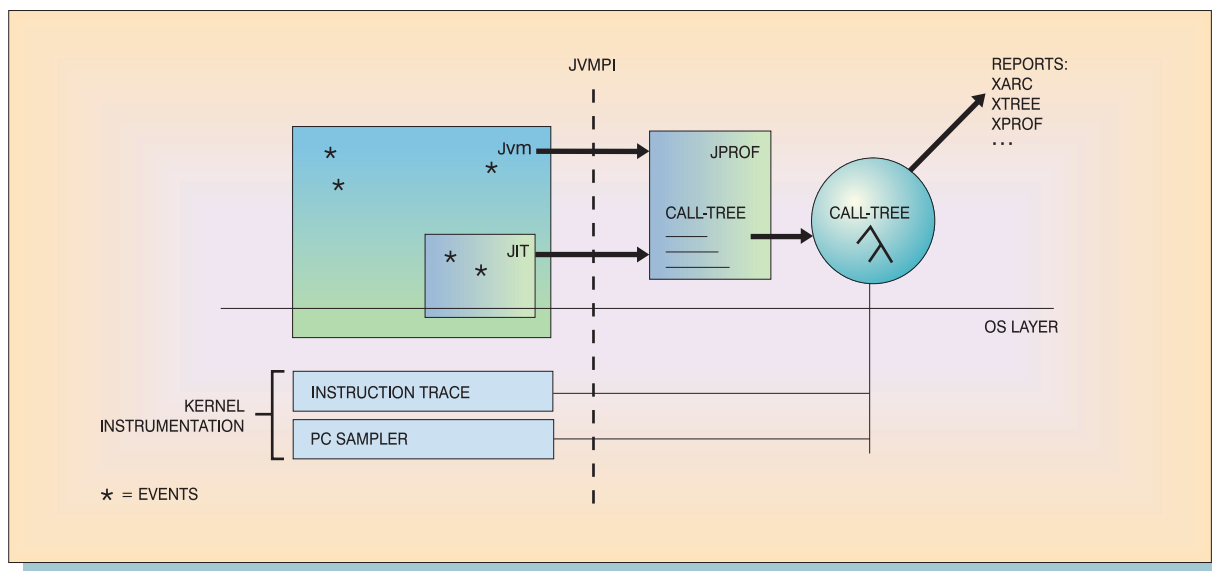 JVMPI
REPORTS:
XARC
XTREE
XPROF
...
Jvm
JPROF
CALL-TREE
CALL-TREE
JIT
OS LAYER
KERNEL
INSTRUMENTATION
INSTRUCTION TRACE
PC SAMPLER
* = EVENTS